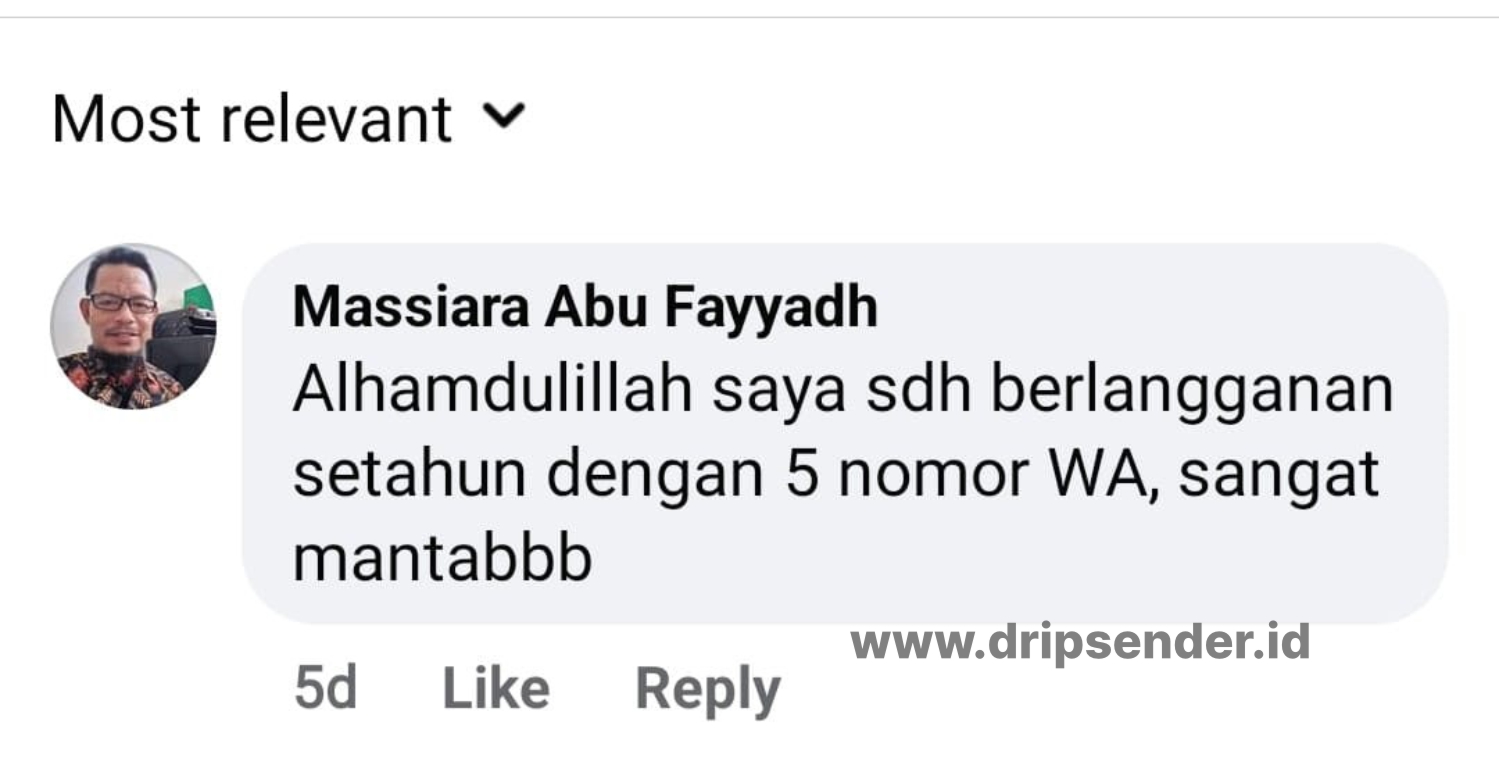 Most relevant
Massiara Abu Fayyadh
Alhamdulillah saya sdh berlangganan
setahun dengan 5 nomor WA, sangat
mantabbb
www.dripsender.id
5d Like Reply